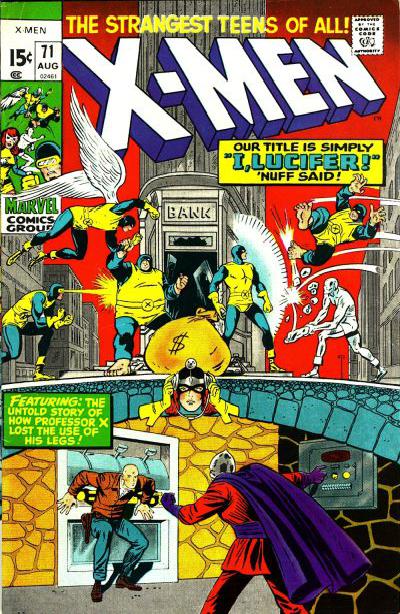 THE STRANGEST TEENS OF ALL!
X-MEN
APPROVED
BY THE
COMICS
CODE
AUTHORITY
X-MEN
15¢
71
AUG
02461
CC
MARVEL
COMICS
GROUP
TM
OUR TITLE IS SIMPLY
"I, LUCIFER!"
'NUFF SAID!
BANK
$
X
FEATURING: THE
UNTOLD STORY OF
HOW PROFESSOR X
LOST THE USE OF
HIS LEGS!